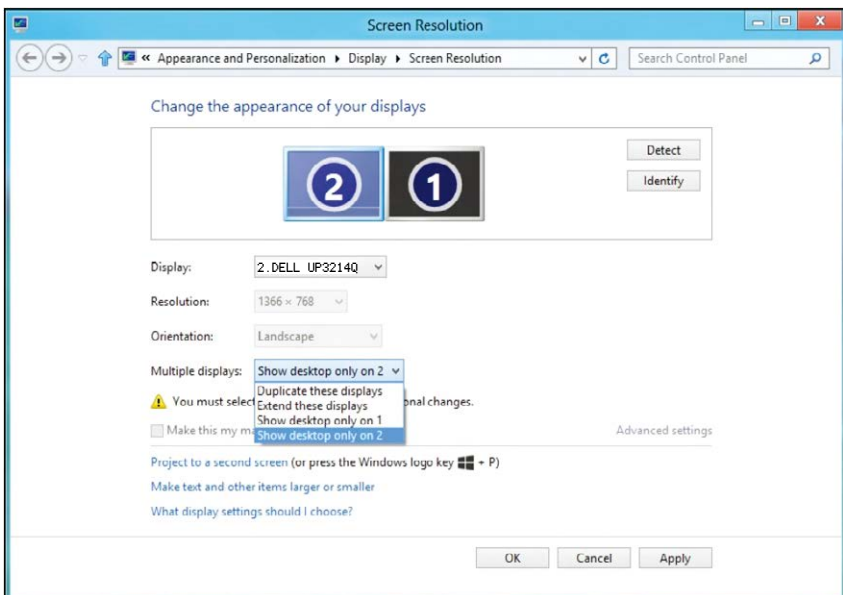 Screen Resolution
X
« Appearance and Personalization Display Screen Resolution
Search Control Panel
Change the appearance of your displays
2
1
Detect
Identify
Display: 2.DELL UP3214Q
Resolution: 1366 × 768
Orientation: Landscape
Multiple displays: Show desktop only on 2
Duplicate these displays
Extend these displays
Show desktop only on 1
Show desktop only on 2
You must select onal changes.
Make this my m
Advanced settings
Project to a second screen (or press the Windows logo key + P)
Make text and other items larger or smaller
What display settings should I choose?
OK
Cancel
Apply